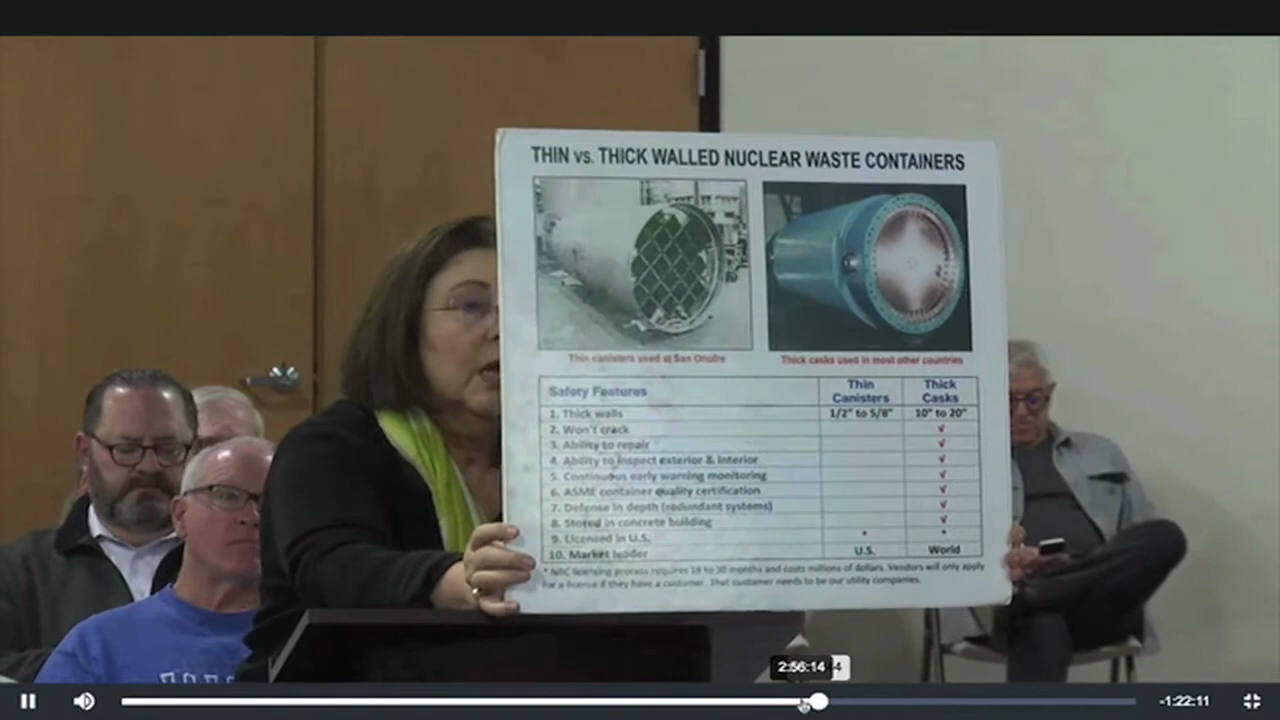 THIN vs. THICK WALLED NUCLEAR WASTE CONTAINERS
Thin canisters used at San Onofre
Thick casks used in most other countries
Safety Features Thin Canisters Thick Casks
1. Thick walls 1/2" to 5/8" 10" to 20"
2. Won't crack √
3. Ability to repair √
4. Ability to inspect exterior & interior √
5. Continuous early warning monitoring √
6. ASME container quality certification √
7. Defense in depth (redundant systems) √
8. Stored in concrete building √
9. Licensed in U.S. * *
10. Market leader U.S. World
* NRC licensing process requires 18 to 30 months and costs millions of dollars. Vendors will only apply
for a license if they have a customer. That customer needs to be our utility companies.
2:56:14
-1:22:11